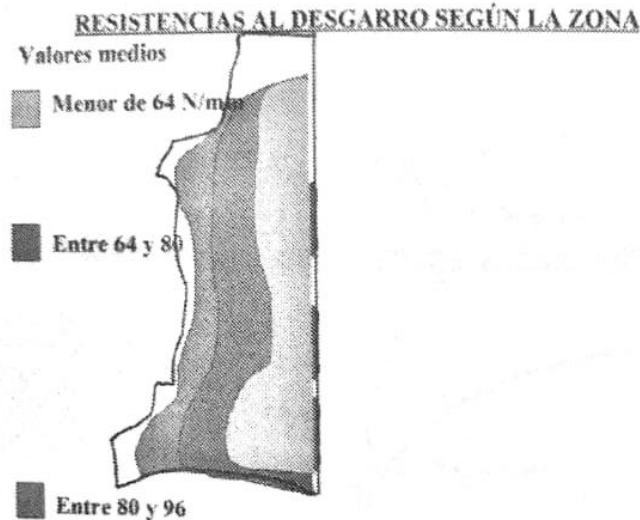 RESISTENCIAS AL DESGARRO SEGÚN LA ZONA
Valores medios
Menor de 64 N/mm
Entre 64 y 80
Entre 80 y 96